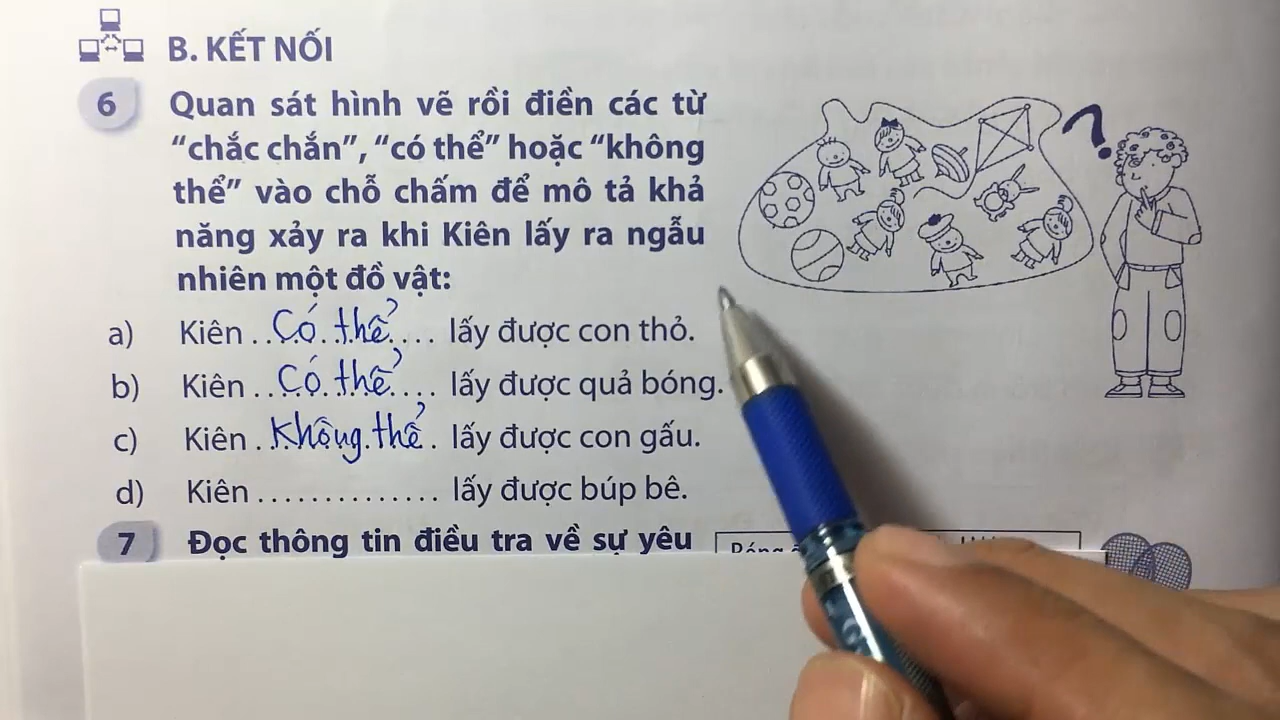 B. KẾT NỐI
6 Quan sát hình vẽ rồi điền các từ
“chắc chắn”, “có thể” hoặc “không
thể” vào chỗ chấm để mô tả khả
năng xảy ra khi Kiên lấy ra ngẫu
nhiên một đồ vật:
a) Kiên ..Có thể.... lấy được con thỏ.
b) Kiên ..Có thể.... lấy được quả bóng.
c) Kiên ..Không thể. lấy được con gấu.
d) Kiên .............. lấy được búp bê.
7 Đọc thông tin điều tra về sự yêu